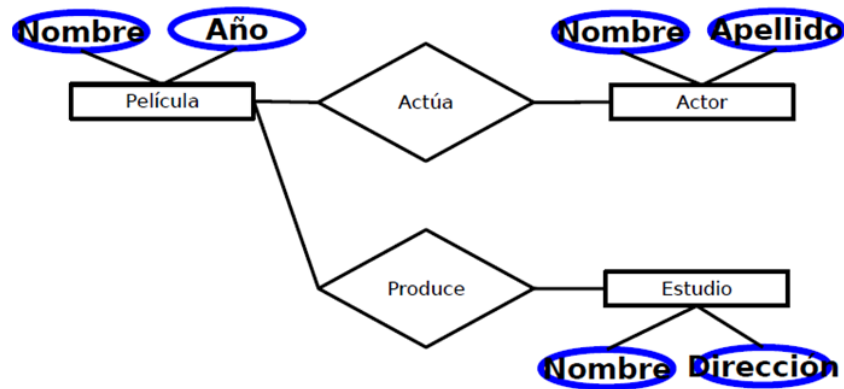 Nombre Año Nombre Apellido
Película Actúa Actor
Produce Estudio
Nombre Dirección